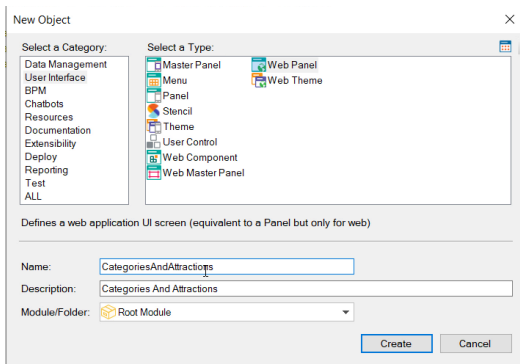 New Object
Select a Category:
Select a Type:
Data Management
User Interface
BPM
Chatbots
Resources
Documentation
Extensibility
Deploy
Reporting
Test
ALL
Master Panel
Menu
Panel
Stencil
Theme
User Control
Web Component
Web Master Panel
Web Panel
Web Theme
Defines a web application UI screen (equivalent to a Panel but only for web)
Name: CategoriesAndAttractions
Description: Categories And Attractions
Module/Folder: Root Module
Create Cancel